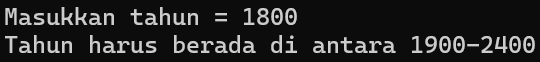 Masukkan tahun = 1800
Tahun harus berada di antara 1900-2400